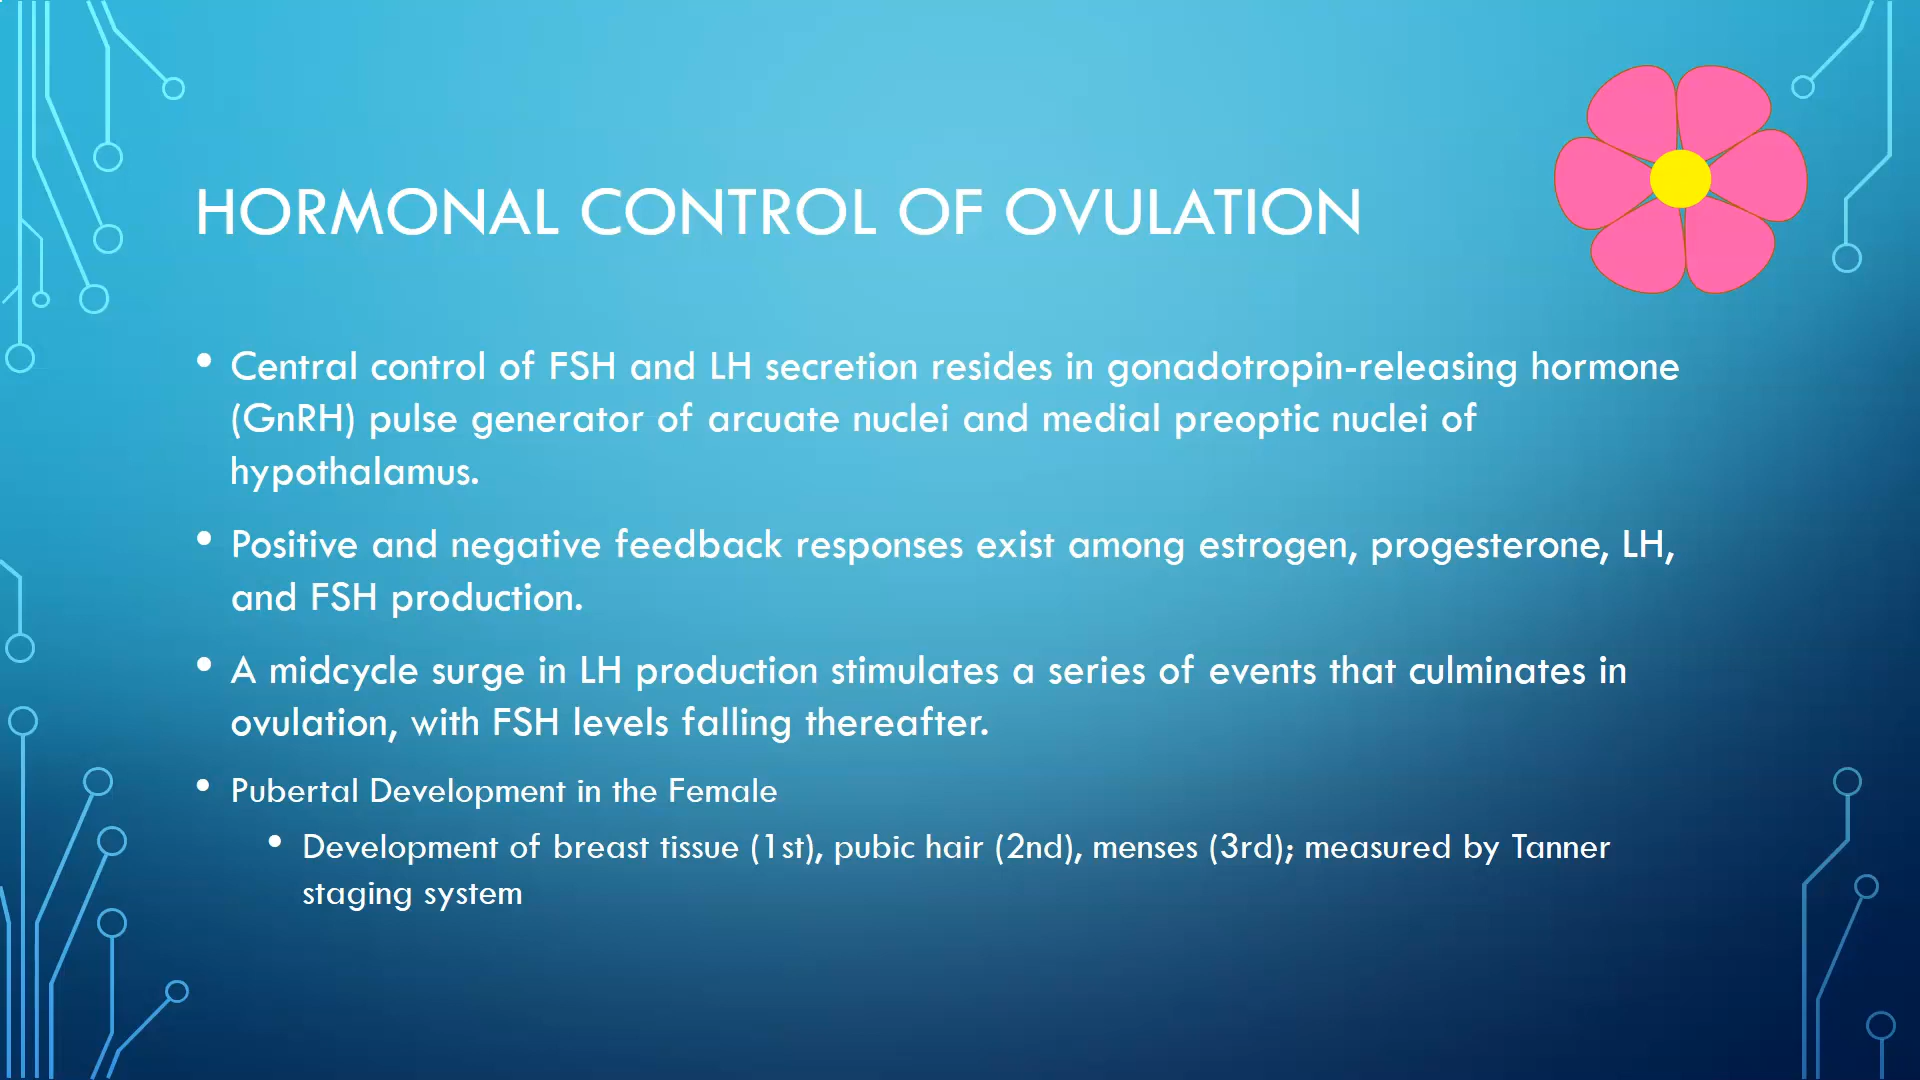 HORMONAL CONTROL OF OVULATION
• Central control of FSH and LH secretion resides in gonadotropin-releasing hormone
(GnRH) pulse generator of arcuate nuclei and medial preoptic nuclei of
hypothalamus.
• Positive and negative feedback responses exist among estrogen, progesterone, LH,
and FSH production.
• A midcycle surge in LH production stimulates a series of events that culminates in
ovulation, with FSH levels falling thereafter.
• Pubertal Development in the Female
• Development of breast tissue (1st), pubic hair (2nd), menses (3rd); measured by Tanner
staging system